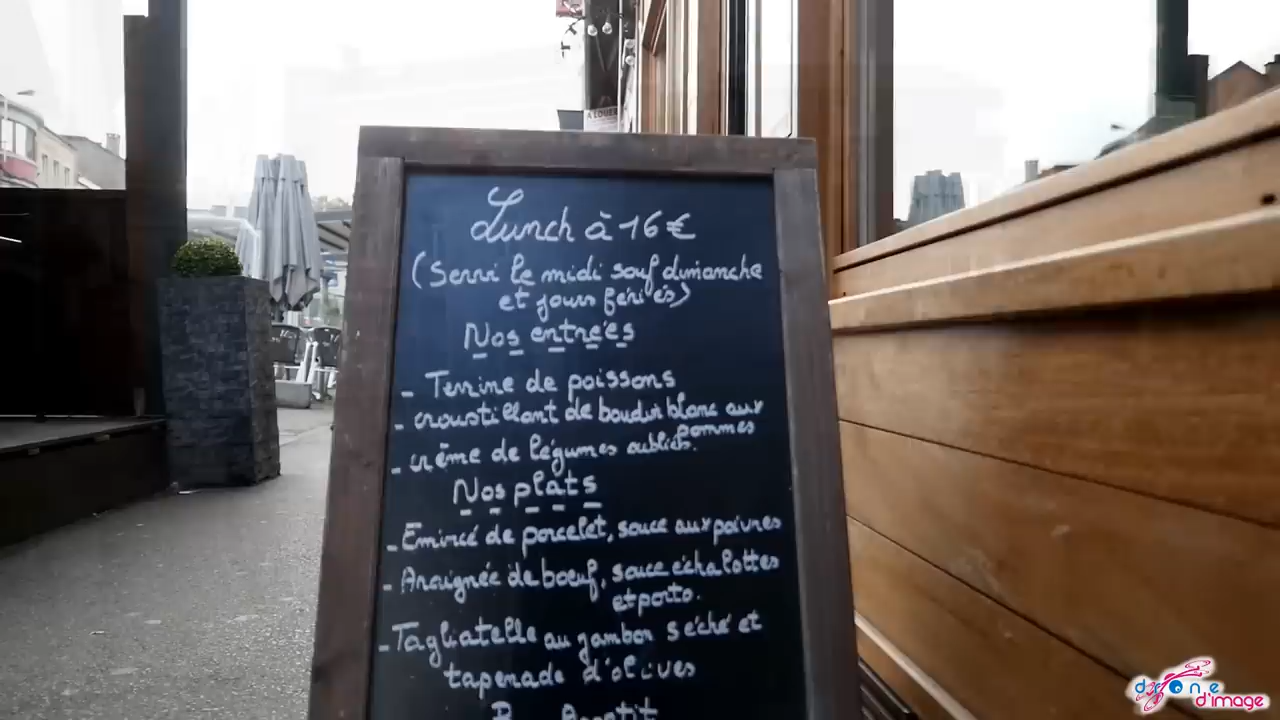 A LOUER
Lunch à 16€
(Servi le midi sauf dimanche
et jours fériés)
Nos entrées
- Terrine de poissons
- croustillant de boudin blanc aux
pommes
- crème de légumes oubliés.
Nos plats
- Emincé de porcelet, sauce aux poivres
- Araignée de boeuf, sauce échalottes
et porto.
- Tagliatelle au jambon séché et
tapenade d'olives
drone
d'image